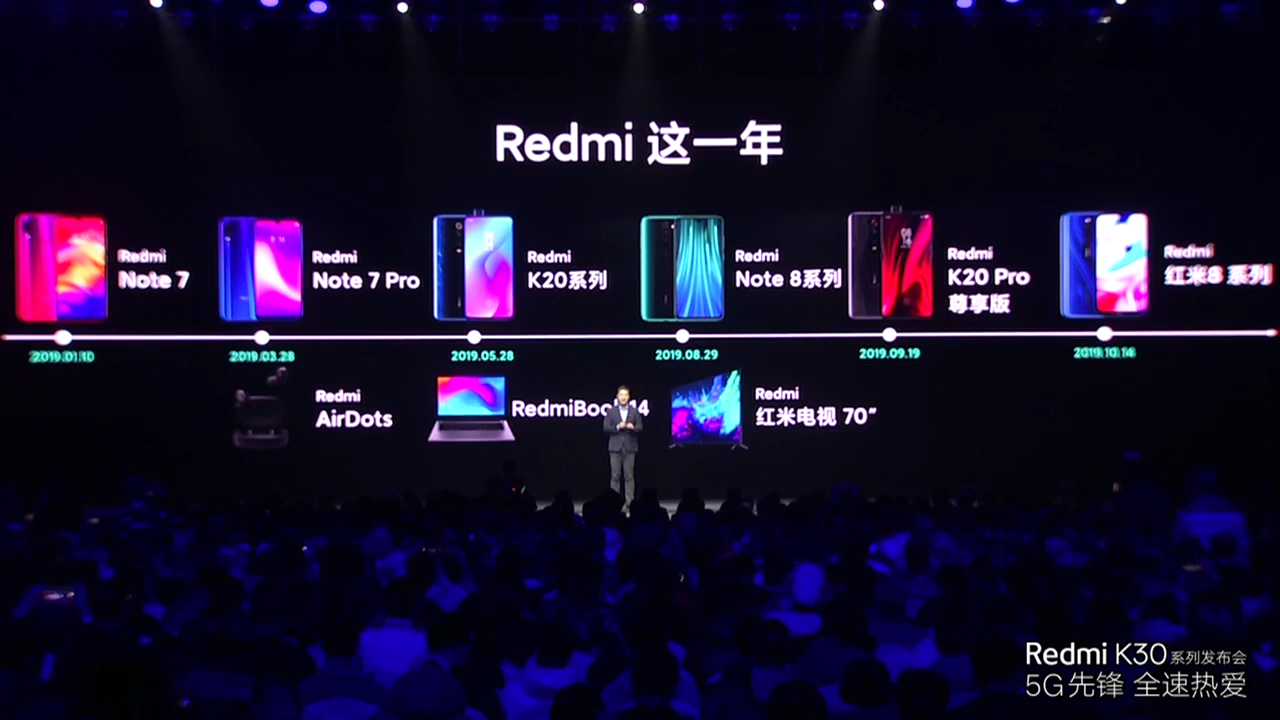 Redmi 这一年
Redmi
Note 7
Redmi
Note 7 Pro
Redmi
K20系列
Redmi
Note 8系列
Redmi
K20 Pro
尊享版
Redmi
红米8 系列
2019.01.10
2019.03.28
2019.05.28
2019.08.29
2019.09.19
2019.10.14
Redmi
AirDots
RedmiBook 14
Redmi
红米电视 70”
Redmi K30 系列发布会
5G先锋 全速热爱